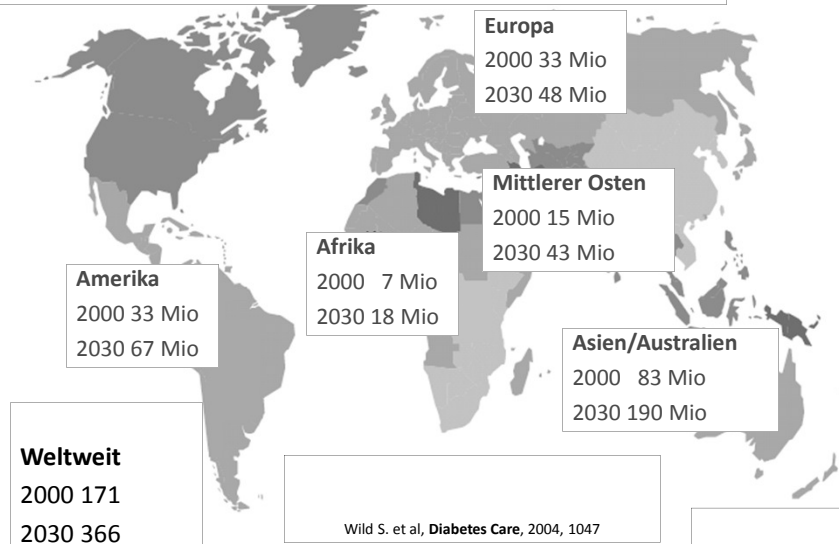 Europa
2000 33 Mio
2030 48 Mio
Mittlerer Osten
2000 15 Mio
2030 43 Mio
Afrika
2000 7 Mio
2030 18 Mio
Amerika
2000 33 Mio
2030 67 Mio
Asien/Australien
2000 83 Mio
2030 190 Mio
Weltweit
2000 171
2030 366
Wild S. et al, Diabetes Care, 2004, 1047